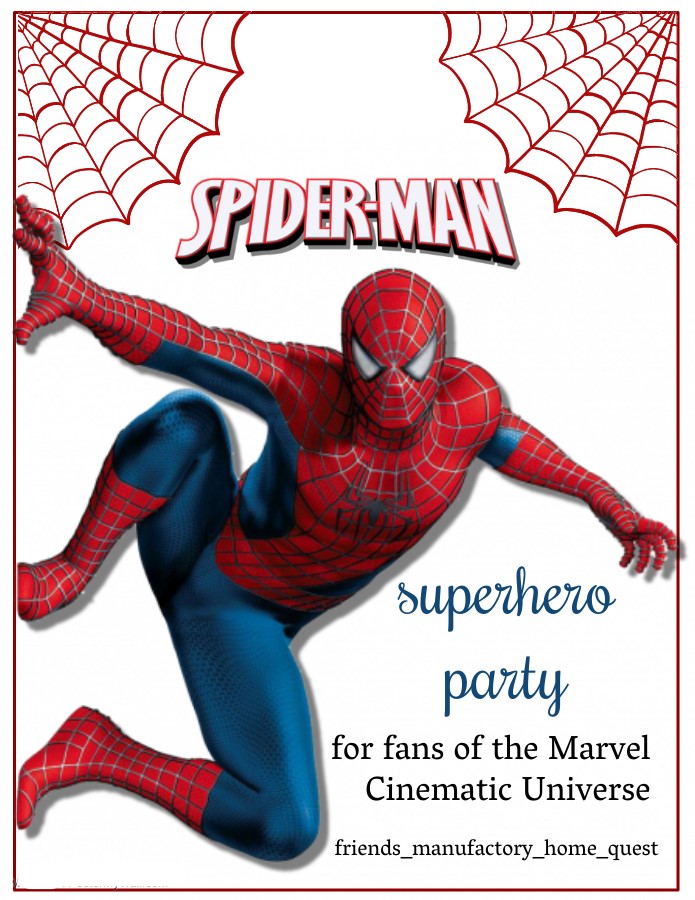 SPIDER-MAN
superhero
party
for fans of the Marvel
Cinematic Universe
friends_manufactory_home_quest